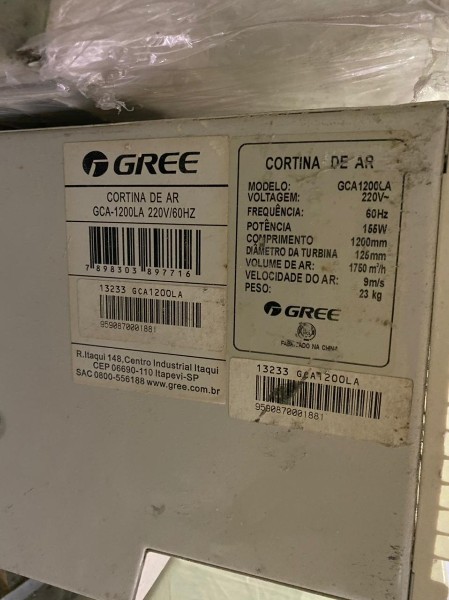 GREE
CORTINA DE AR
GCA-1200LA 220V/60HZ
7 898303 897716
13233 GCA1200LA
9590870001881
R.Itaqui 148,Centro Industrial Itaqui
CEP 06690-110 Itapevi-SP
SAC 0800-556188 www.gree.com.br
CORTINA DE AR
MODELO: GCA1200LA
VOLTAGEM: 220V~
FREQUÊNCIA: 60Hz
POTÊNCIA 155W
COMPRIMENTO 1200mm
DIÂMETRO DA TURBINA 125mm
VOLUME DE AR: 1750 m³/h
VELOCIDADE DO AR: 9m/s
PESO: 23 kg
GREE
FABRICADO NA CHINA
13233 GCA1200LA
9590870001881